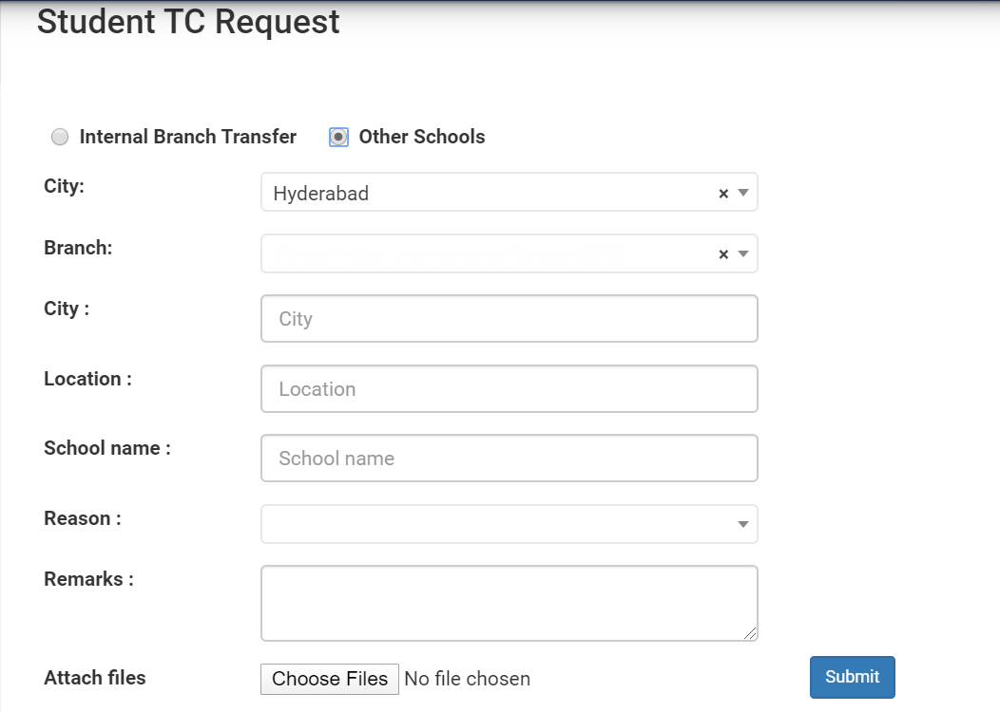 Student TC Request
Internal Branch Transfer Other Schools
City: Hyderabad ×
Branch: ×
City : City
Location : Location
School name : School name
Reason :
Remarks :
Attach files Choose Files No file chosen Submit